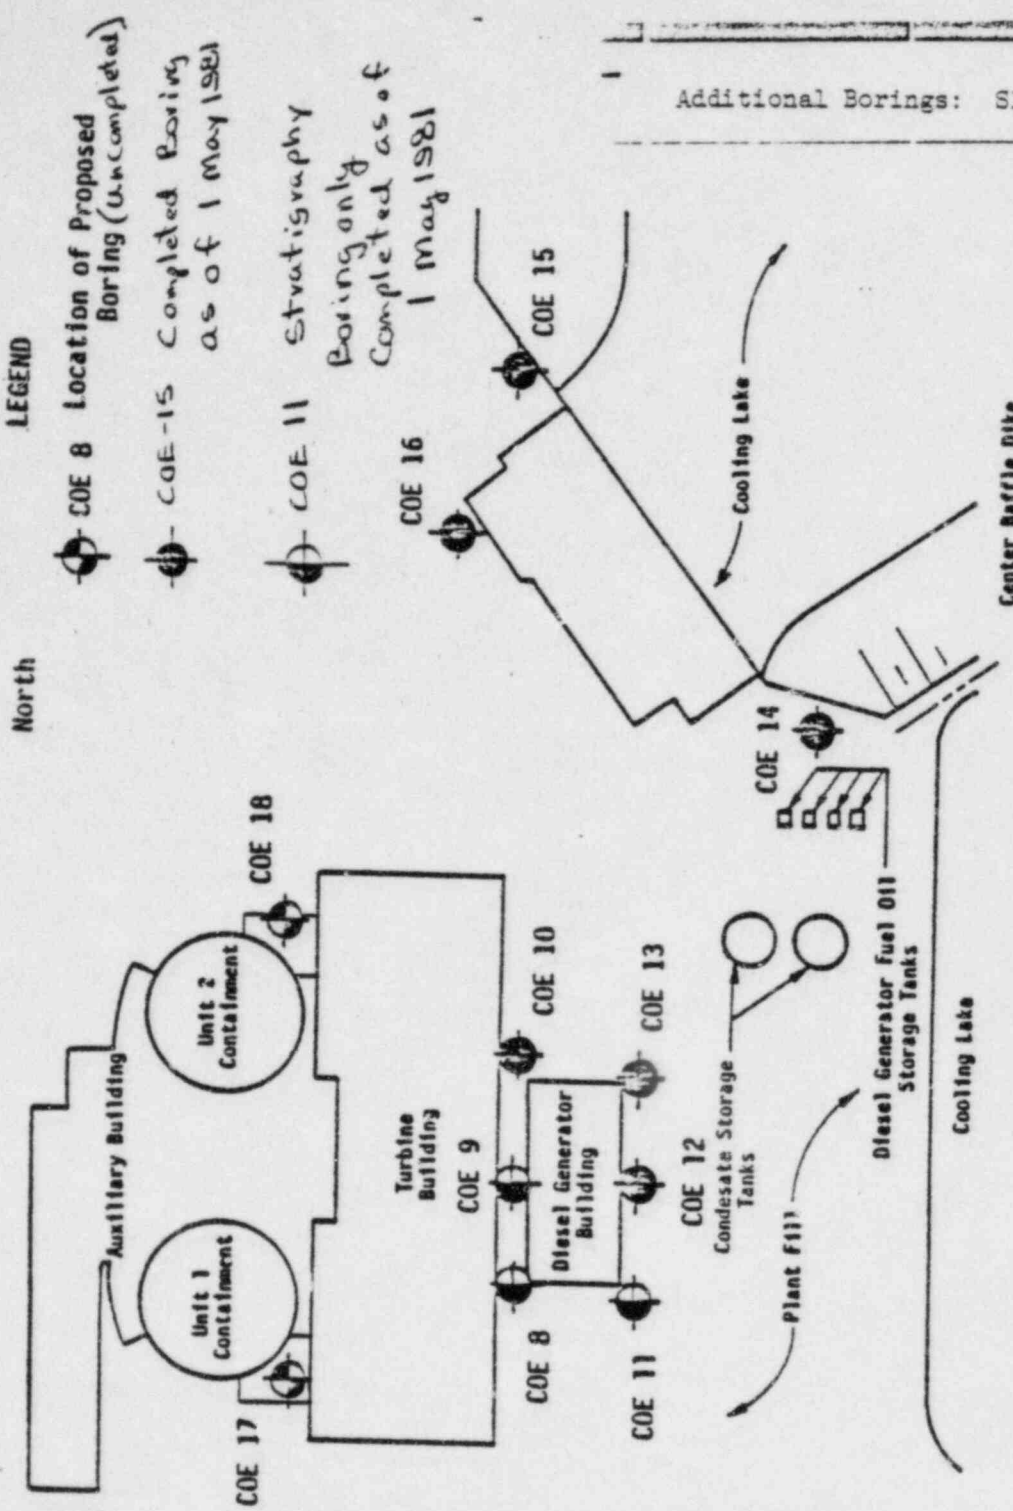 Additional Borings:
North
LEGEND
COE 8 Location of Proposed
Boring (uncompleted)
COE-15 Completed Boring
as of 1 May 1981
COE 11 Stratigraphy
Boring only
Completed as of
1 May 1981
Auxiliary Building
Unit 1
Containment
Unit 2
Containment
COE 17
COE 18
Turbine
Building
COE 8
COE 9
COE 10
Diesel Generator
Building
COE 11
COE 12
COE 13
COE 16
COE 15
COE 14
Condesate Storage
Tanks
Plant Fill
Diesel Generator Fuel Oil
Storage Tanks
Cooling Lake
Cooling Lake
Center Baffle Dike